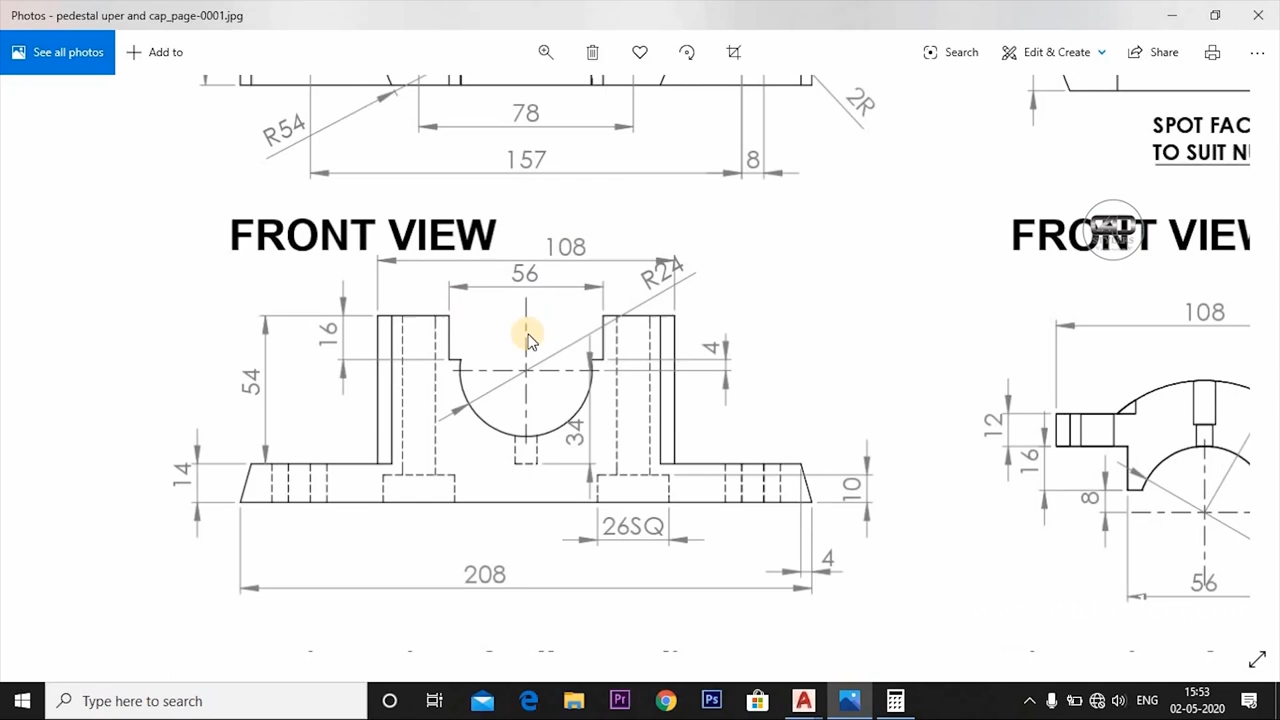 Photos - pedestal uper and cap_page-0001.jpg
See all photos
Add to
Search
Edit & Create
Share
R54
78
157
8
2R
SPOT FAC
TO SUIT
FRONT VIEW
108
56
R24
16
54
4
34
14
10
26SQ
4
208
108
12
16
8
56
Type here to search
ENG
15:53
02-05-2020